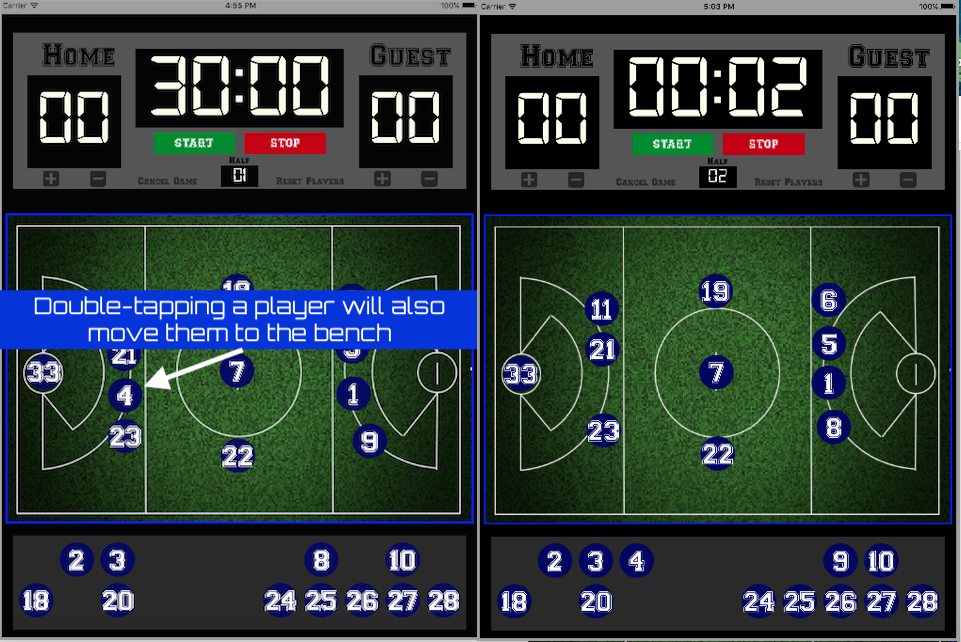 Carrier 4:55 PM 100%
HOME GUEST
00 30:00 00
START STOP
HALF
CANCEL GAME 01 RESET PLAYERS
19
Double-tapping a player will also
move them to the bench
21
33 7
4 1
23 9
22
2 3 8 10
18 20 24 25 26 27 28
Carrier 5:03 PM 100%
HOME GUEST
00 00:02 00
START STOP
HALF
CANCEL GAME 02 RESET PLAYERS
19 6
11
21 5
33 7 1
23 8
22
2 3 4 9 10
18 20 24 25 26 27 28